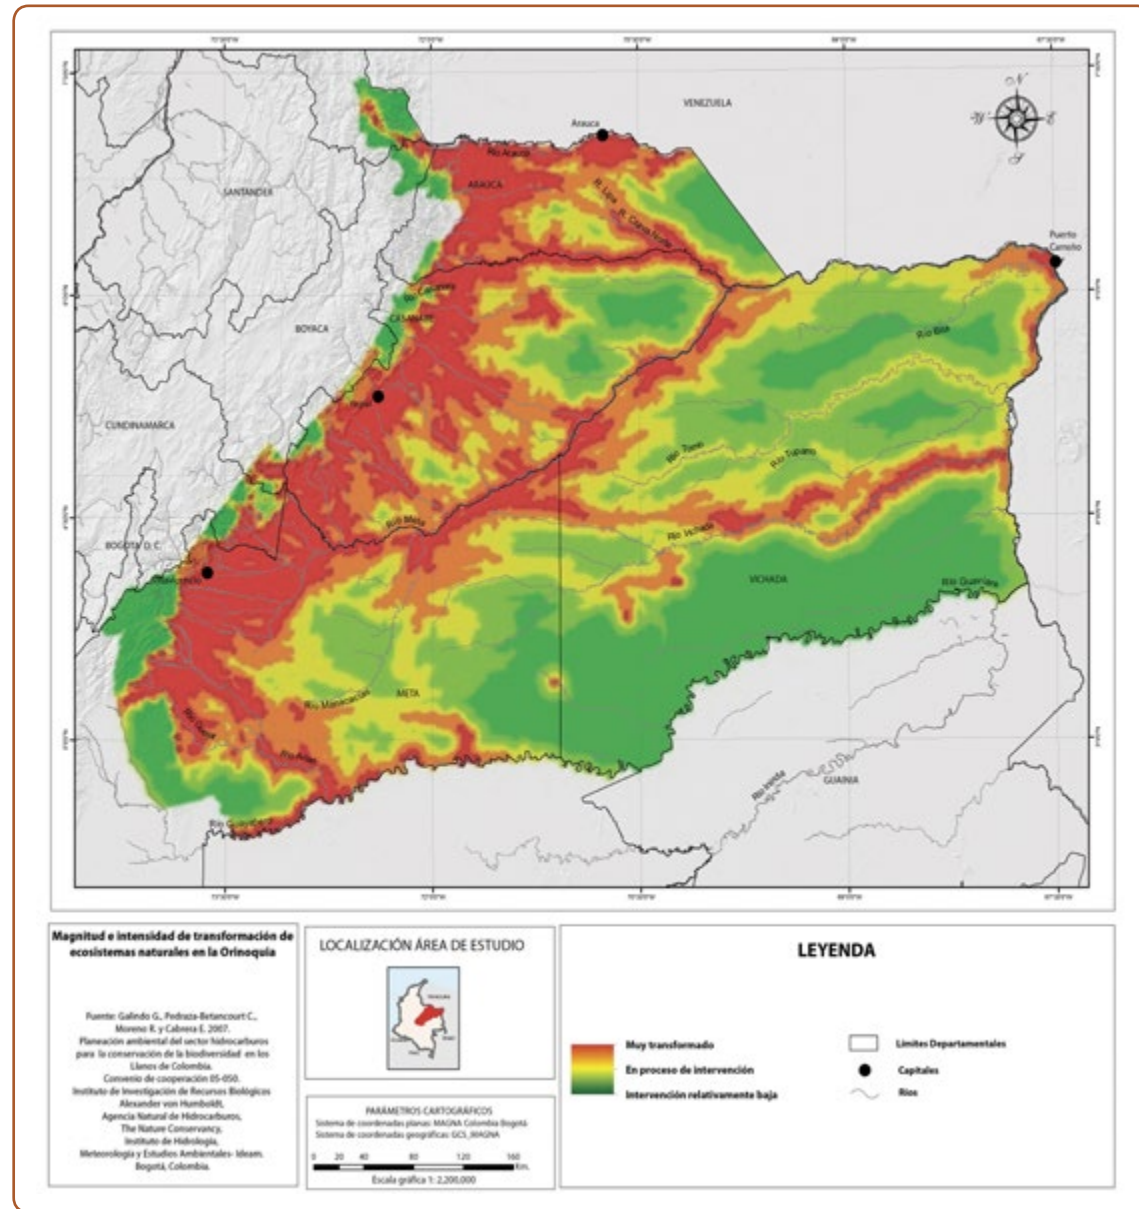 VENEZUELA
Arauca
Río Arauca
ARAUCA
SANTANDER
R. Lipa
R. Cravo Norte
Puerto
Carreño
CASANARE
BOYACA
Río Bita
CUNDINAMARCA
Río Tomo
Río Tuparro
Río Meta
Río Vichada
BOGOTÁ D. C.
VICHADA
Río Manacacías
META
Río Ariari
Río Guayabero
GUAINIA
Río Inírida
N
S
E
W
Magnitud e intensidad de transformación de
ecosistemas naturales en la Orinoquia
Fuente: Galindo G., Pedraza-Betancourt C.,
Moreno R. y Cabrera E. 2007.
Planeación ambiental del sector hidrocarburos
para la conservación de la biodiversidad en los
Llanos de Colombia.
Convenio de cooperación 05-050.
Instituto de Investigación de Recursos Biológicos
Alexander von Humboldt,
Agencia Natural de Hidrocarburos,
The Nature Conservancy,
Instituto de Hidrología,
Meteorología y Estudios Ambientales- Ideam.
Bogotá, Colombia.
LOCALIZACIÓN ÁREA DE ESTUDIO
PARÁMETROS CARTOGRÁFICOS
Sistema de coordenadas planas: MAGNA Colombia Bogotá
Sistema de coordenadas geográficas:
0 20 40 80 120 160
Km.
Escala gráfica 1: 2,200,000
LEYENDA
Muy transformado
En proceso de intervención
Intervención relativamente baja
Límites Departamentales
Capitales
Ríos